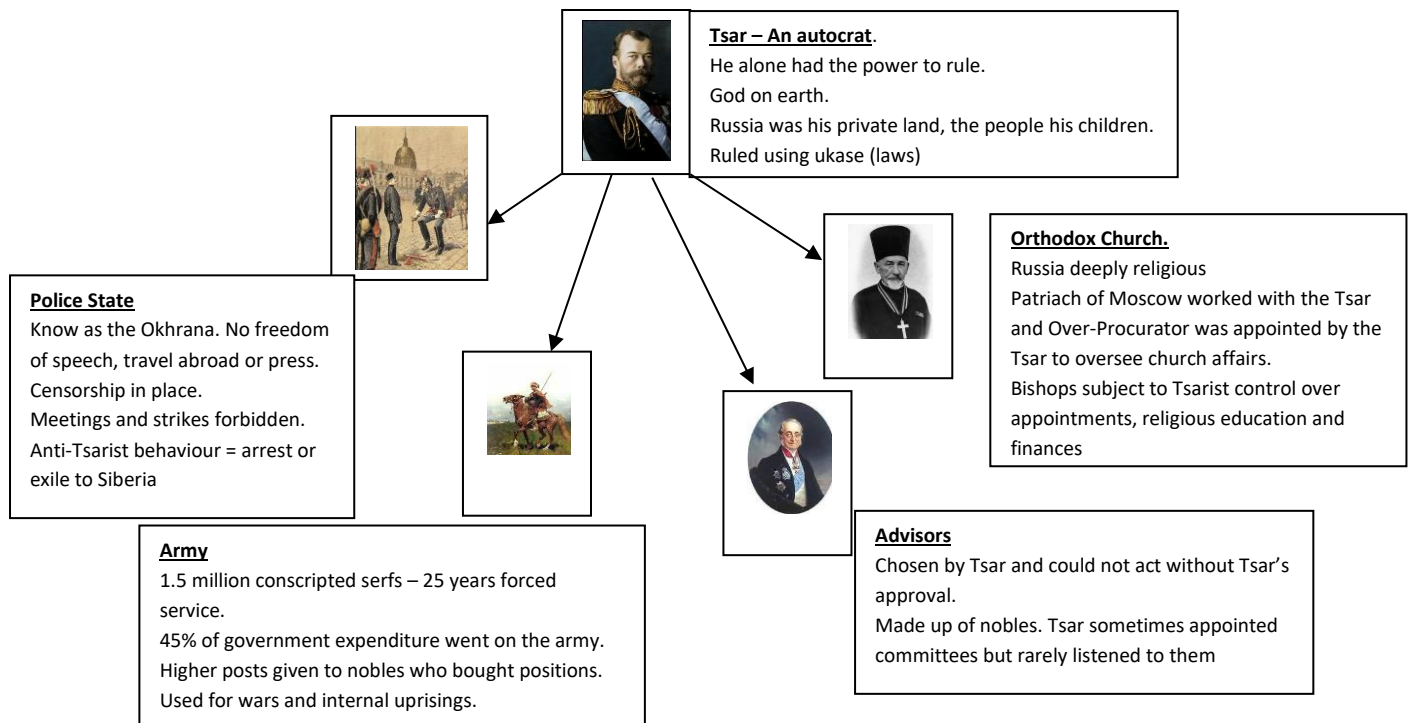 Tsar – An autocrat.
He alone had the power to rule.
God on earth.
Russia was his private land, the people his children.
Ruled using ukase (laws)
Orthodox Church.
Russia deeply religious
Patriach of Moscow worked with the Tsar
and Over-Procurator was appointed by the
Tsar to oversee church affairs.
Bishops subject to Tsarist control over
appointments, religious education and
finances
Police State
Know as the Okhrana. No freedom
of speech, travel abroad or press.
Censorship in place.
Meetings and strikes forbidden.
Anti-Tsarist behaviour = arrest or
exile to Siberia
Army
1.5 million conscripted serfs – 25 years forced
service.
45% of government expenditure went on the army.
Higher posts given to nobles who bought positions.
Used for wars and internal uprisings.
Advisors
Chosen by Tsar and could not act without Tsar’s
approval.
Made up of nobles. Tsar sometimes appointed
committees but rarely listened to them